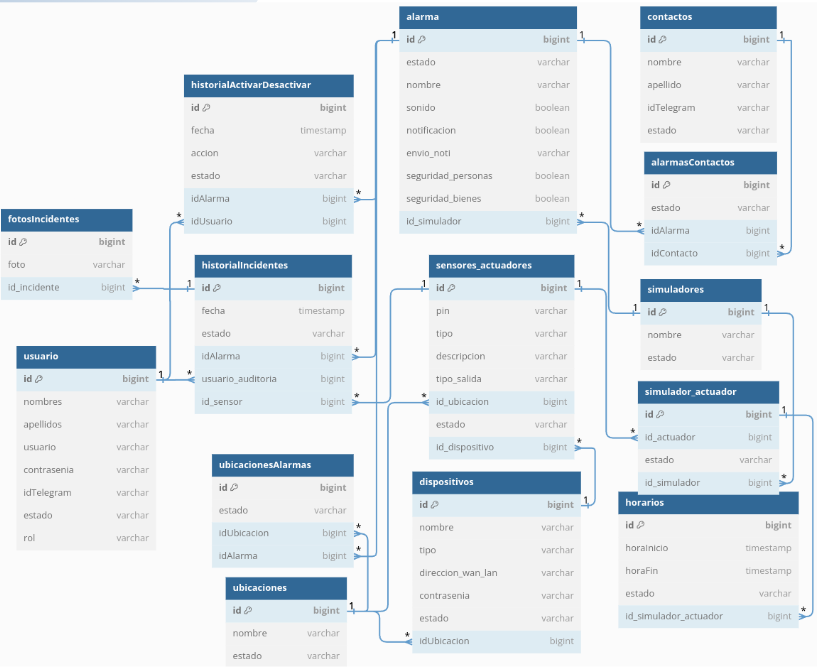 alarma
id bigint
estado varchar
nombre varchar
sonido boolean
notificacion boolean
envio_noti varchar
seguridad_personas boolean
seguridad_bienes boolean
id_simulador bigint
contactos
id bigint
nombre varchar
apellido varchar
idTelegram varchar
estado varchar
historialActivarDesactivar
id bigint
fecha timestamp
accion varchar
estado varchar
idAlarma bigint
idUsuario bigint
alarmasContactos
id bigint
estado varchar
idAlarma bigint
idContacto bigint
fotosIncidentes
id bigint
foto varchar
id_incidente bigint
historialIncidentes
id bigint
fecha timestamp
estado varchar
idAlarma bigint
usuario_auditoria bigint
id_sensor bigint
sensores_actuadores
id bigint
pin varchar
tipo varchar
descripcion varchar
tipo_salida varchar
id_ubicacion bigint
estado varchar
id_dispositivo bigint
simuladores
id bigint
nombre varchar
estado varchar
usuario
id bigint
nombres varchar
apellidos varchar
usuario varchar
contrasenia varchar
idTelegram varchar
estado varchar
rol varchar
simulador_actuador
id bigint
id_actuador bigint
estado varchar
id_simulador bigint
ubicacionesAlarmas
id bigint
estado varchar
idUbicacion bigint
idAlarma bigint
dispositivos
id bigint
nombre varchar
tipo varchar
direccion_wan_lan varchar
contrasenia varchar
estado varchar
idUbicacion bigint
horarios
id bigint
horaInicio timestamp
horaFin timestamp
estado varchar
id_simulador_actuador bigint
ubicaciones
id bigint
nombre varchar
estado varchar
1
1
1
*
*
*
*
*
*
1
1
1
*
1
1
*
1
*
*
*
*
*
1
*
*
*
1
*
1
*